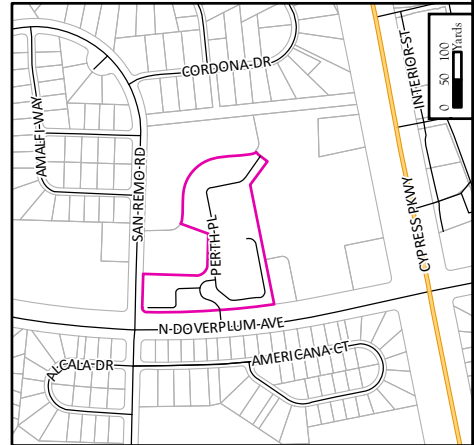 CORDONA-DR
INTERIOR-ST
0 50 100
Yards
AMALFI-WAY
SAN-REMO-RD
PERTH-PL
CYPRESS-PKWY
N-DOVERPLUM-AVE
AMERICANA-CT
ALCALA-DR